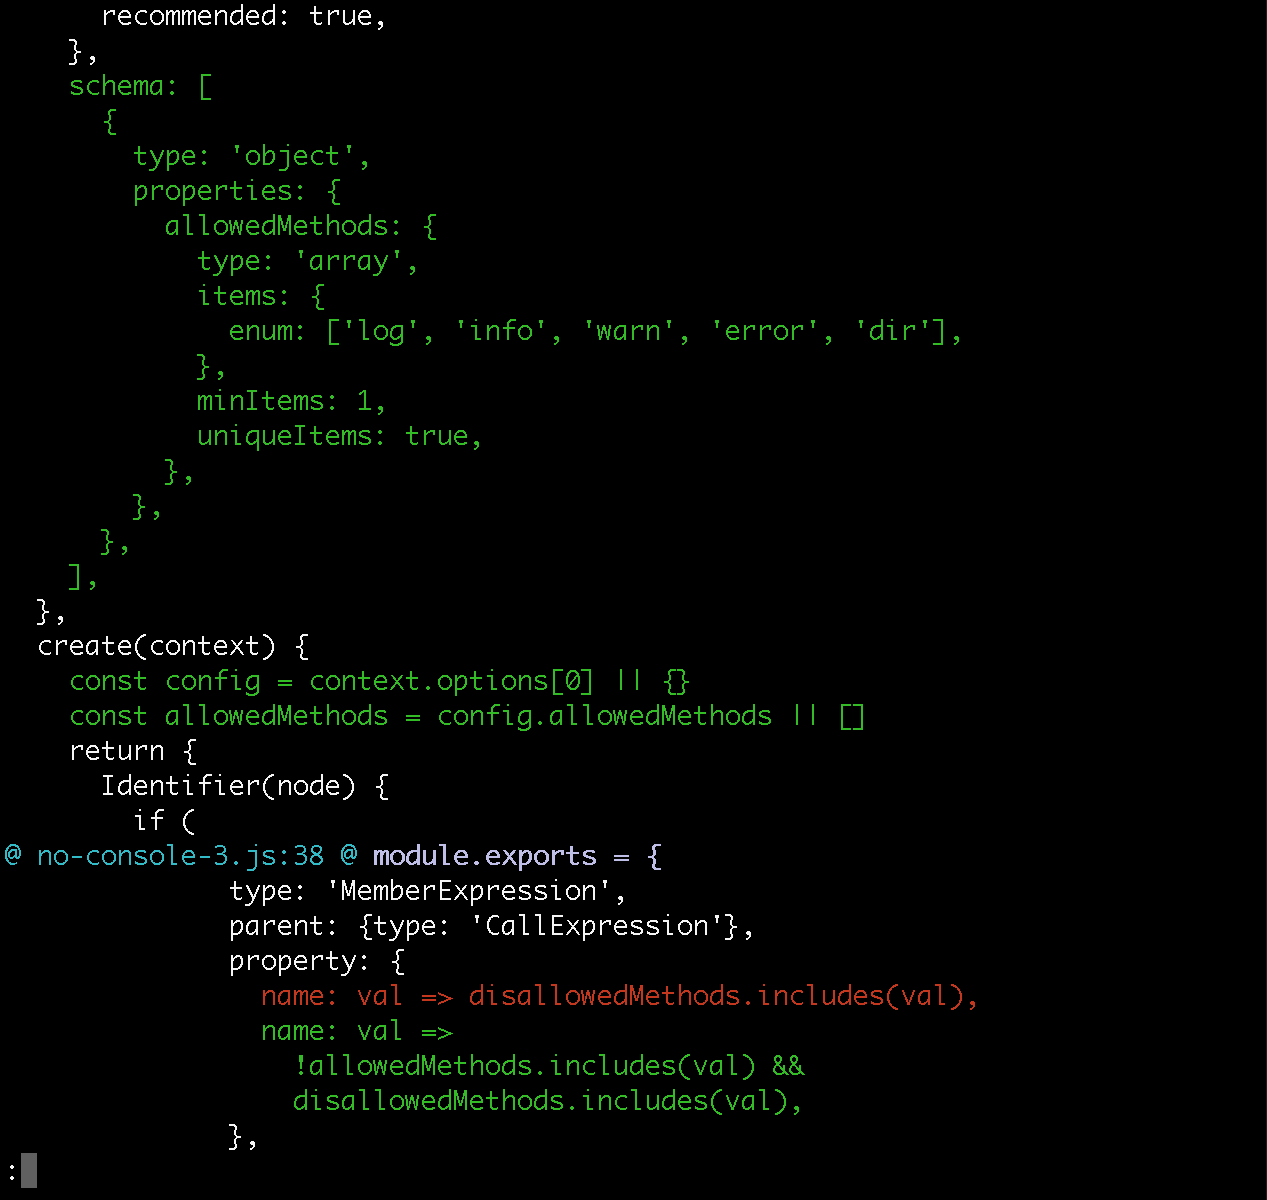 recommended: true,
    },
    schema: [
      {
        type: 'object',
        properties: {
          allowedMethods: {
            type: 'array',
            items: {
              enum: ['log', 'info', 'warn', 'error', 'dir'],
            },
            minItems: 1,
            uniqueItems: true,
          },
        },
      },
    ],
  },
  create(context) {
    const config = context.options[0] || {}
    const allowedMethods = config.allowedMethods || []
    return {
      Identifier(node) {
        if (
@ no-console-3.js:38 @ module.exports = {
              type: 'MemberExpression',
              parent: {type: 'CallExpression'},
              property: {
                name: val => disallowedMethods.includes(val),
                name: val =>
                  !allowedMethods.includes(val) &&
                  disallowedMethods.includes(val),
              },
: